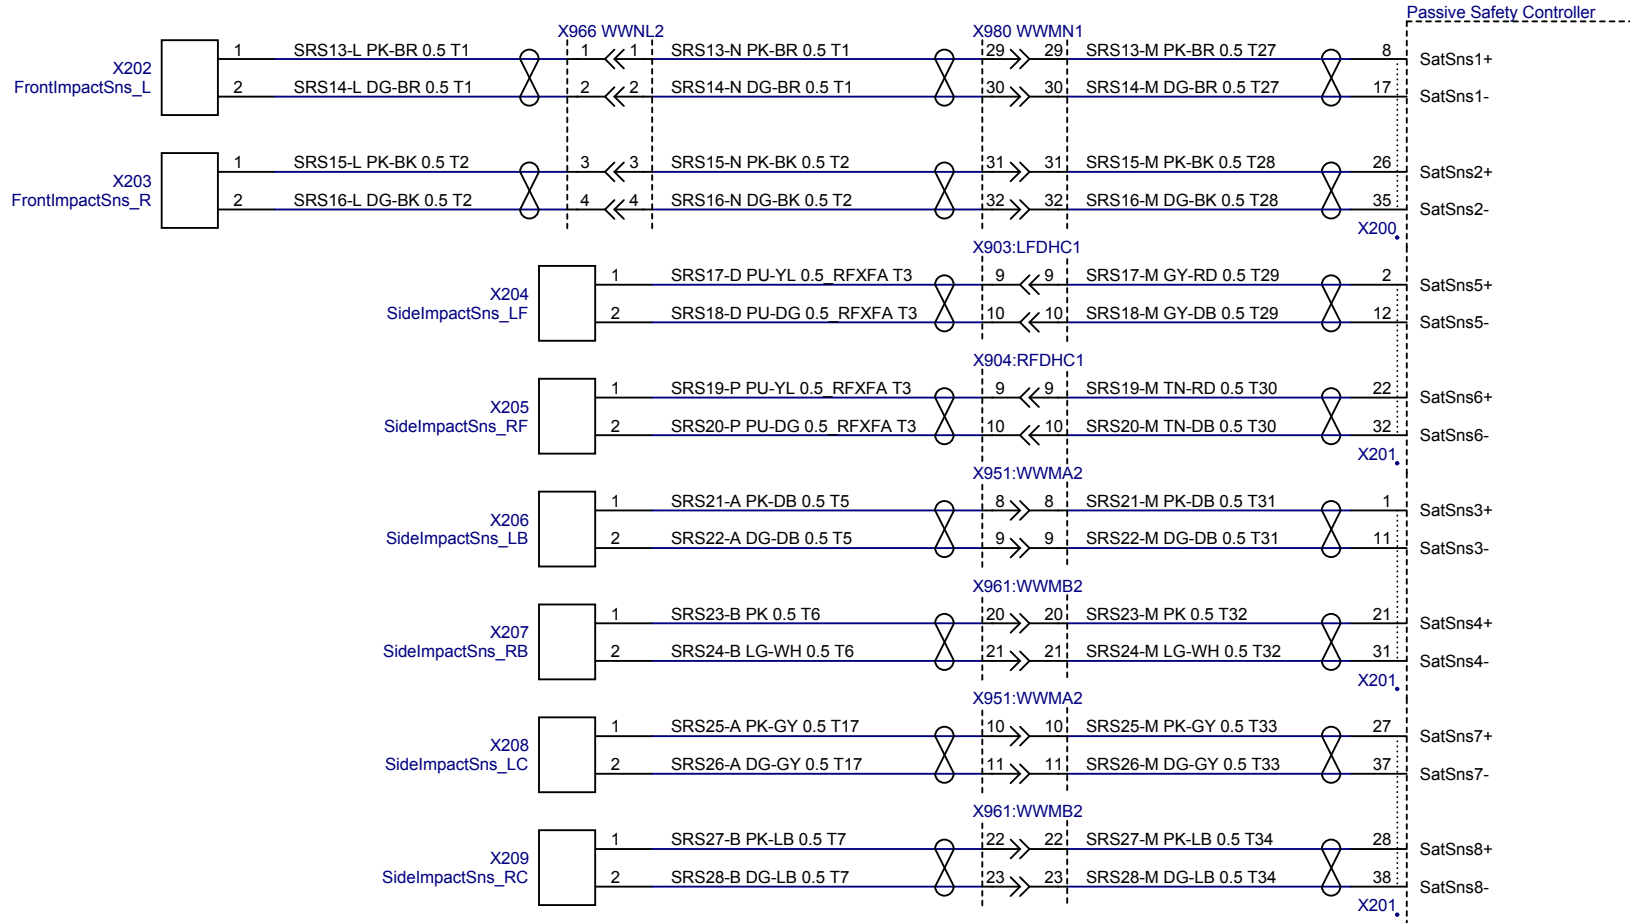 Passive Safety Controller
X966 WWNL2
X980 WWMN1
X202
FrontImpactSns_L
1 SRS13-L PK-BR 0.5 T1 1 1 SRS13-N PK-BR 0.5 T1 29 29 SRS13-M PK-BR 0.5 T27 8 SatSns1+
2 SRS14-L DG-BR 0.5 T1 2 2 SRS14-N DG-BR 0.5 T1 30 30 SRS14-M DG-BR 0.5 T27 17 SatSns1-
X203
FrontImpactSns_R
1 SRS15-L PK-BK 0.5 T2 3 3 SRS15-N PK-BK 0.5 T2 31 31 SRS15-M PK-BK 0.5 T28 26 SatSns2+
2 SRS16-L DG-BK 0.5 T2 4 4 SRS16-N DG-BK 0.5 T2 32 32 SRS16-M DG-BK 0.5 T28 35 SatSns2-
X200
X903:LFDHC1
X204
SideImpactSns_LF
1 SRS17-D PU-YL 0.5_RFXFA T3 9 9 SRS17-M GY-RD 0.5 T29 2 SatSns5+
2 SRS18-D PU-DG 0.5_RFXFA T3 10 10 SRS18-M GY-DB 0.5 T29 12 SatSns5-
X904:RFDHC1
X205
SideImpactSns_RF
1 SRS19-P PU-YL 0.5_RFXFA T3 9 9 SRS19-M TN-RD 0.5 T30 22 SatSns6+
2 SRS20-P PU-DG 0.5_RFXFA T3 10 10 SRS20-M TN-DB 0.5 T30 32 SatSns6-
X201
X951:WWMA2
X206
SideImpactSns_LB
1 SRS21-A PK-DB 0.5 T5 8 8 SRS21-M PK-DB 0.5 T31 1 SatSns3+
2 SRS22-A DG-DB 0.5 T5 9 9 SRS22-M DG-DB 0.5 T31 11 SatSns3-
X961:WWMB2
X207
SideImpactSns_RB
1 SRS23-B PK 0.5 T6 20 20 SRS23-M PK 0.5 T32 21 SatSns4+
2 SRS24-B LG-WH 0.5 T6 21 21 SRS24-M LG-WH 0.5 T32 31 SatSns4-
X201
X951:WWMA2
X208
SideImpactSns_LC
1 SRS25-A PK-GY 0.5 T17 10 10 SRS25-M PK-GY 0.5 T33 27 SatSns7+
2 SRS26-A DG-GY 0.5 T17 11 11 SRS26-M DG-GY 0.5 T33 37 SatSns7-
X961:WWMB2
X209
SideImpactSns_RC
1 SRS27-B PK-LB 0.5 T7 22 22 SRS27-M PK-LB 0.5 T34 28 SatSns8+
2 SRS28-B DG-LB 0.5 T7 23 23 SRS28-M DG-LB 0.5 T34 38 SatSns8-
X201